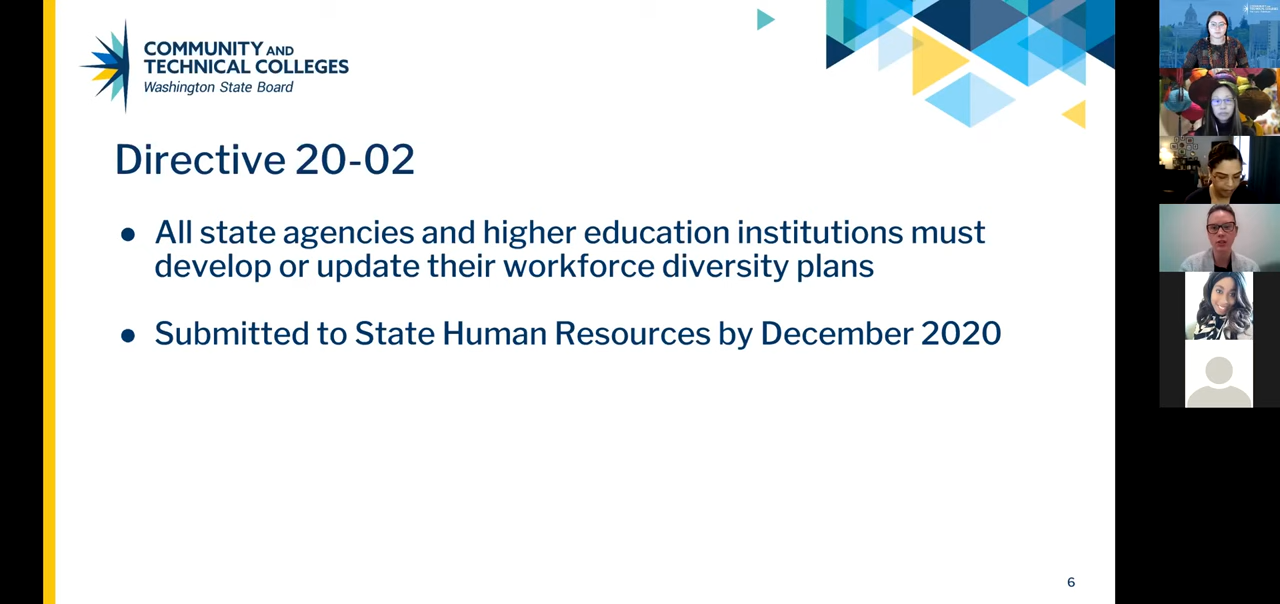 COMMUNITY AND
TECHNICAL COLLEGES
Washington State Board
Directive 20-02
● All state agencies and higher education institutions must
develop or update their workforce diversity plans
● Submitted to State Human Resources by December 2020
6